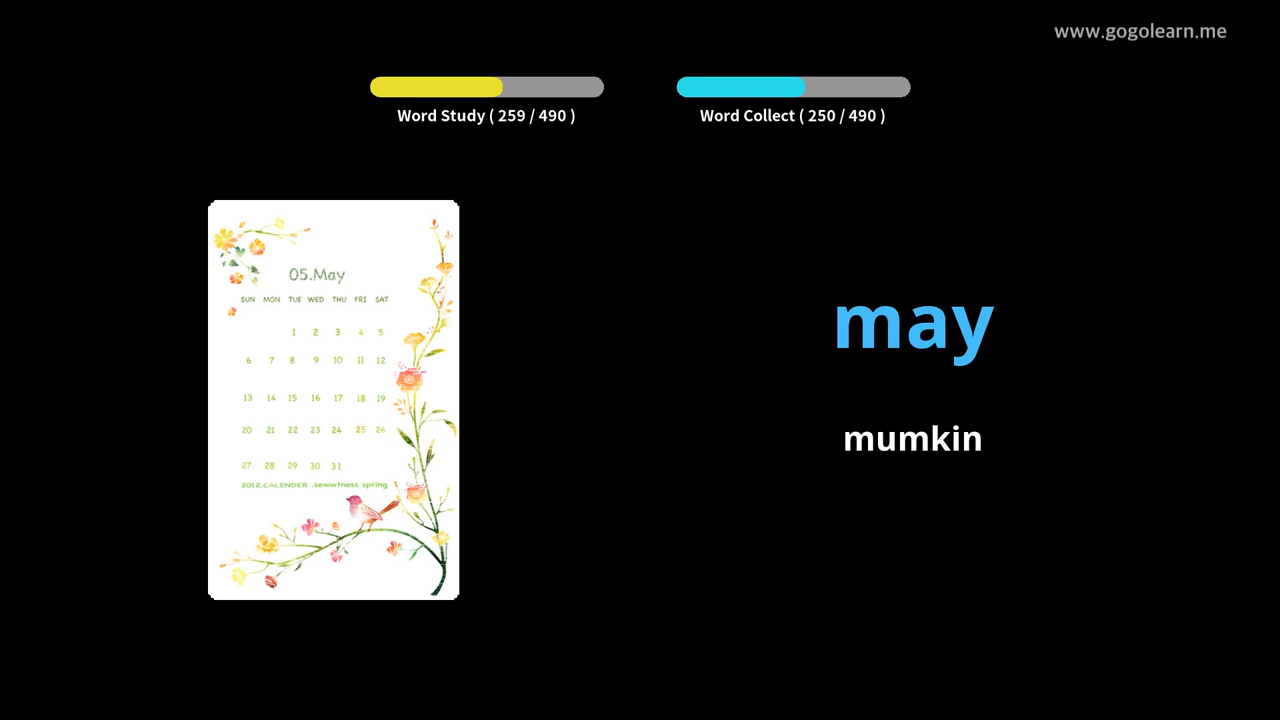 www.gogolearn.me
Word Study ( 259 / 490 )
Word Collect ( 250 / 490 )
05.May
SUN MON TUE WED THU FRI SAT
1 2 3 4 5
6 7 8 9 10 11 12
13 14 15 16 17 18 19
20 21 22 23 24 25 26
27 28 29 30 31
2012.CALENDER .sewwtness spring
may
mumkin